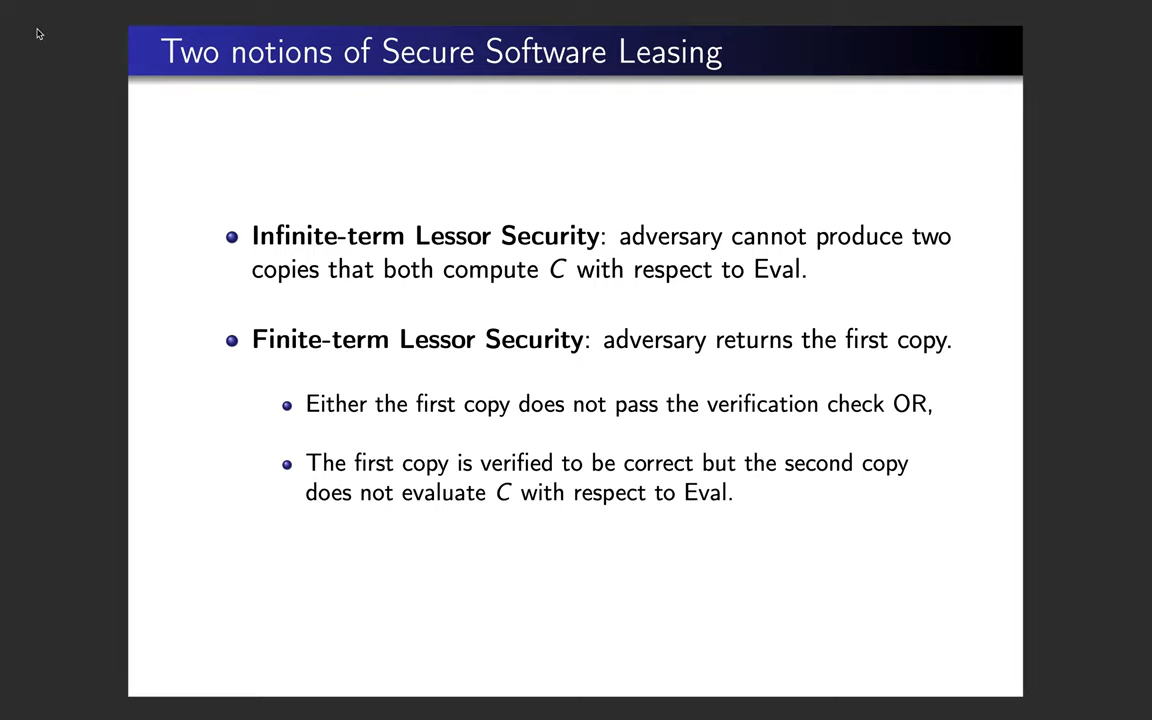 Two notions of Secure Software Leasing
Infinite-term Lessor Security: adversary cannot produce two
copies that both compute C with respect to Eval.
Finite-term Lessor Security: adversary returns the first copy.
Either the first copy does not pass the verification check OR,
The first copy is verified to be correct but the second copy
does not evaluate C with respect to Eval.